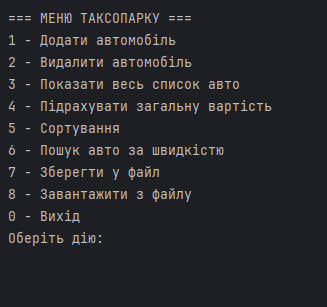 === МЕНЮ ТАКСОПАРКУ ===
1 - Додати автомобіль
2 - Видалити автомобіль
3 - Показати весь список авто
4 - Підрахувати загальну вартість
5 - Сортування
6 - Пошук авто за швидкістю
7 - Зберегти у файл
8 - Завантажити з файлу
0 - Вихід
Оберіть дію: